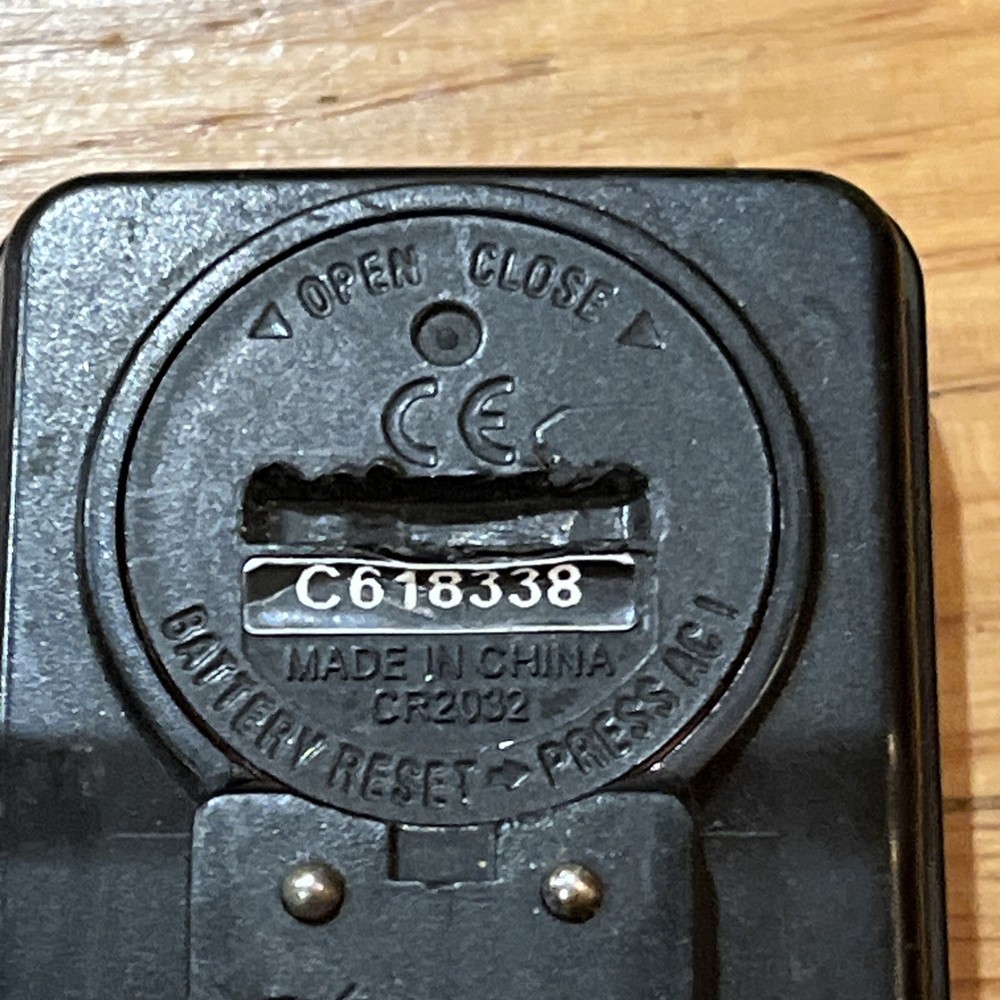 ◁ OPEN CLOSE ▷
CE
C618338
MADE IN CHINA
CR2032
BATTERY RESET ➩ PRESS AC !